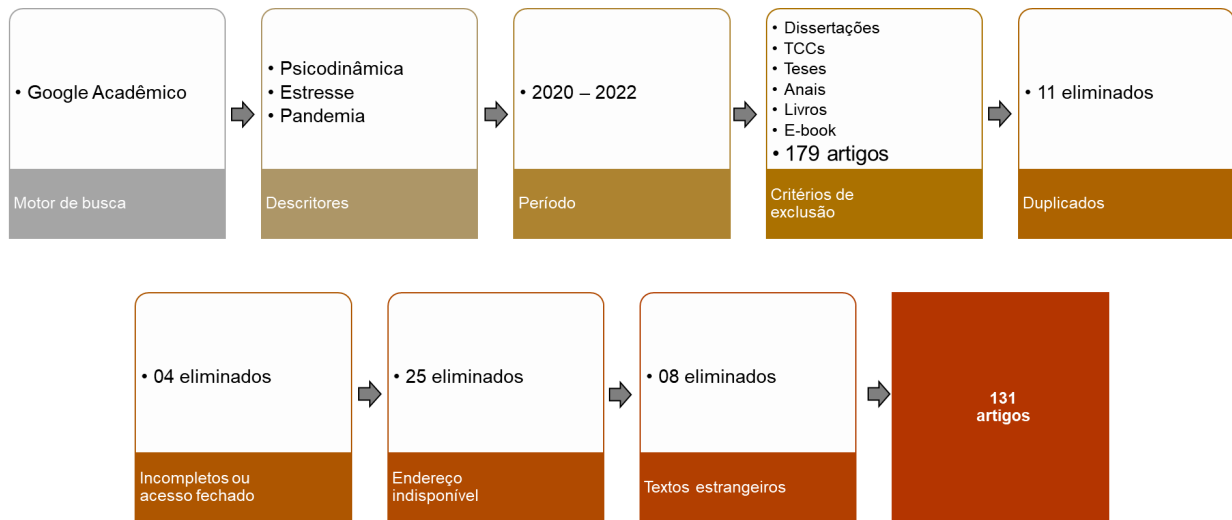 • Google Acadêmico
Motor de busca
• Psicodinâmica
• Estresse
• Pandemia
Descritores
• 2020 – 2022
Período
• Dissertações
• TCCs
• Teses
• Anais
• Livros
• E-book
• 179 artigos
Critérios de
exclusão
• 11 eliminados
Duplicados
• 04 eliminados
Incompletos ou
acesso fechado
• 25 eliminados
Endereço
indisponível
• 08 eliminados
Textos estrangeiros
131
artigos